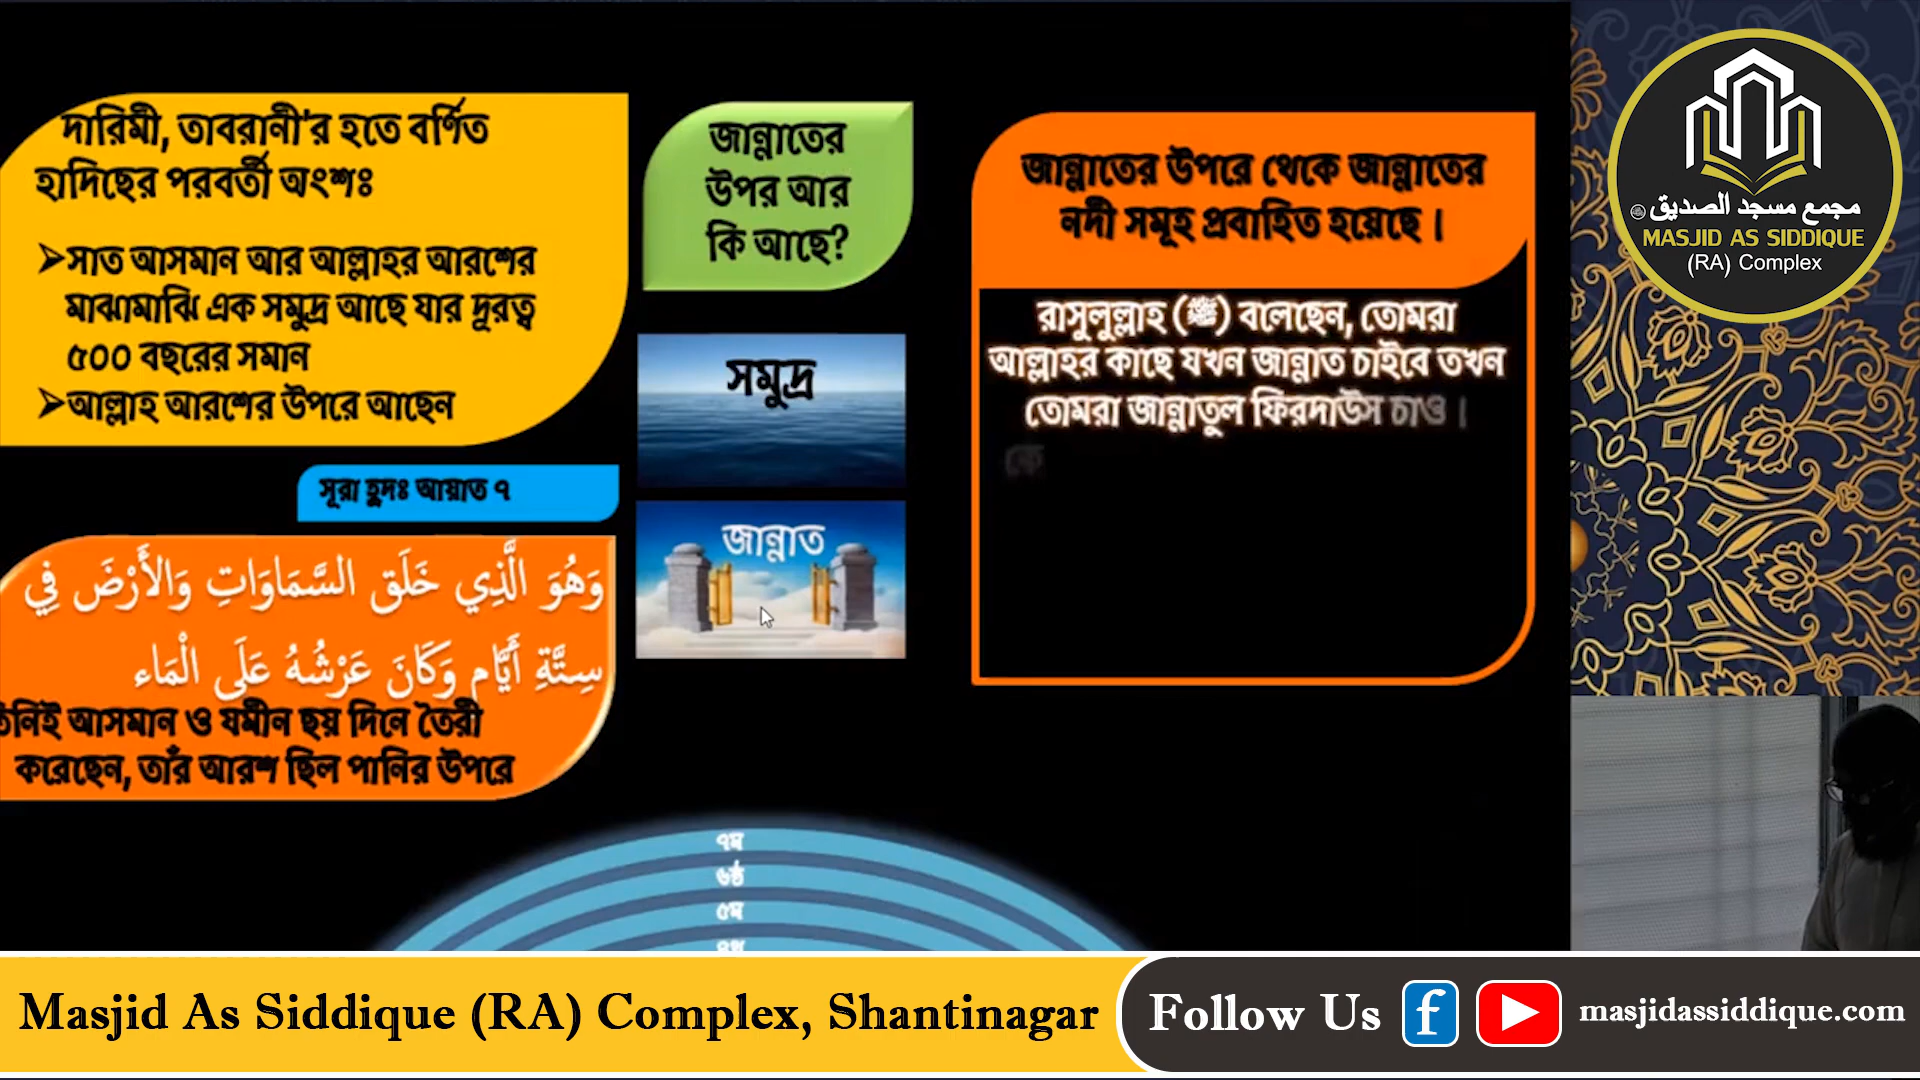 দারিমী, তাবরানী'র হতে বর্ণিত
হাদিছের পরবর্তী অংশঃ
➢সাত আসমান আর আল্লাহর আরশের
মাঝামাঝি এক সমুদ্র আছে যার দূরত্ব
৫০০ বছরের সমান
➢আল্লাহ আরশের উপরে আছেন
সূরা হুদঃ আয়াত ৭
وَهُوَ الَّذِي خَلَق السَّمَاوَاتِ وَالأَرْضَ فِي
سِتَّةِ أَيَّام وَكَانَ عَرْشُهُ عَلَى الْمَاء
তিনিই আসমান ও যমীন ছয় দিনে তৈরী
করেছেন, তাঁর আরশ ছিল পানির উপরে
জান্নাতের
উপর আর
কি আছে?
সমুদ্র
জান্নাত
জান্নাতের উপরে থেকে জান্নাতের
নদী সমূহ প্রবাহিত হয়েছে।
রাসুলুল্লাহ (ﷺ) বলেছেন, তোমরা
আল্লাহর কাছে যখন জান্নাত চাইবে তখন
তোমরা জান্নাতুল ফিরদাউস চাও।
কে
৭ম
৬ষ্ঠ
৫ম
مجمع مسجد الصديق
MASJID AS SIDDIQUE
(RA) Complex
Masjid As Siddique (RA) Complex, Shantinagar
Follow Us
masjidassiddique.com